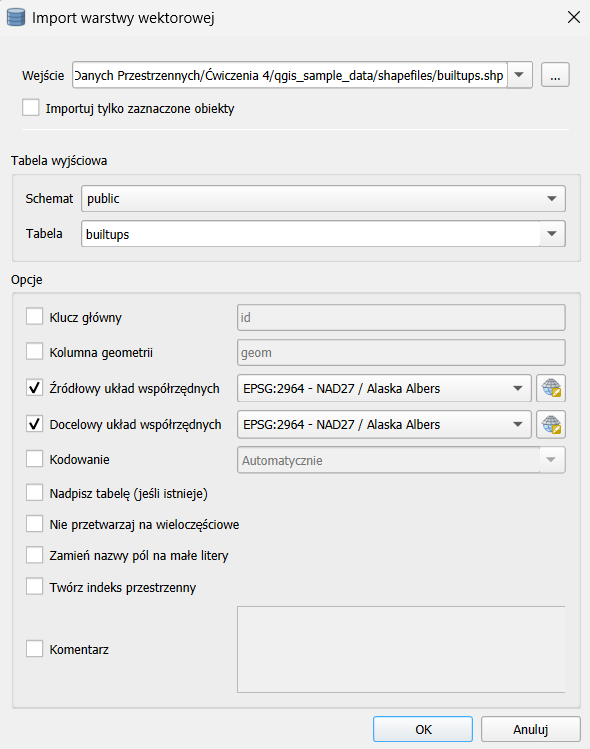 Import warstwy wektorowej
Wejście Danych Przestrzennych/Ćwiczenia 4/qgis_sample_data/shapefiles/builtups.shp ...
Importuj tylko zaznaczone obiekty
Tabela wyjściowa
Schemat public
Tabela builtups
Opcje
Klucz główny id
Kolumna geometrii geom
Źródłowy układ współrzędnych EPSG:2964 - NAD27 / Alaska Albers
Docelowy układ współrzędnych EPSG:2964 - NAD27 / Alaska Albers
Kodowanie Automatycznie
Nadpisz tabelę (jeśli istnieje)
Nie przetwarzaj na wieloczęściowe
Zamień nazwy pól na małe litery
Twórz indeks przestrzenny
Komentarz
OK Anuluj